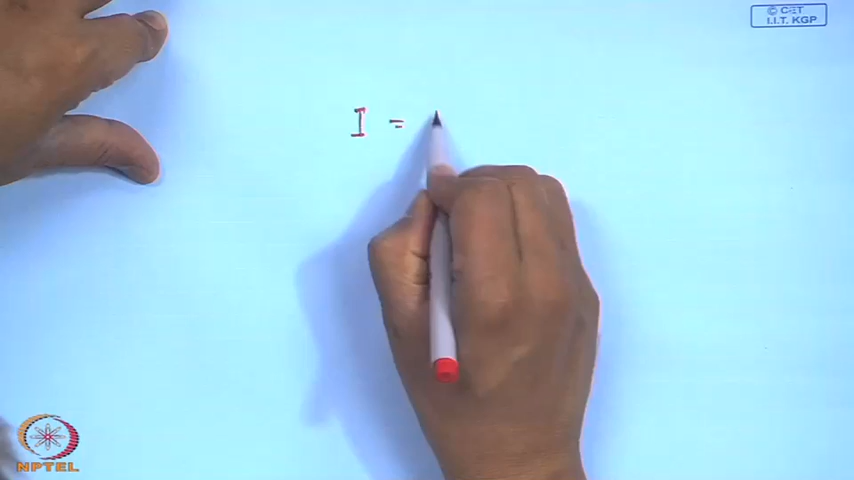 © CET
I.I.T. KGP
I =
NPTEL